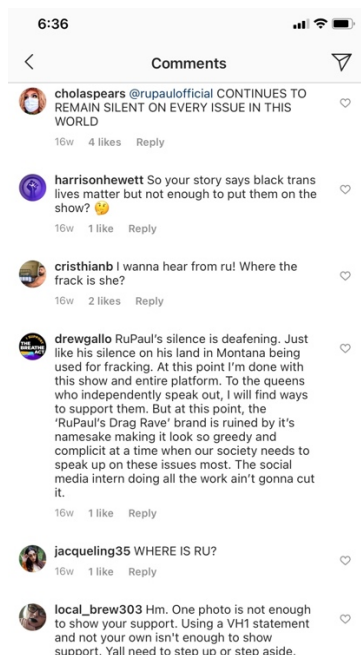 6:36
Comments
cholaspears @rupaulofficial CONTINUES TO
REMAIN SILENT ON EVERY ISSUE IN THIS
WORLD
16w 4 likes Reply
harrisonhewett So your story says black trans
lives matter but not enough to put them on the
show? 🤔
16w 1 like Reply
cristhianb I wanna hear from ru! Where the
frack is she?
16w 2 likes Reply
THE
BREATHE
ACT
drewgallo RuPaul's silence is deafening. Just
like his silence on his land in Montana being
used for fracking. At this point I'm done with
this show and entire platform. To the queens
who independently speak out, I will find ways
to support them. But at this point, the
‘RuPaul's Drag Rave’ brand is ruined by it's
namesake making it look so greedy and
complicit at a time when our society needs to
speak up on these issues most. The social
media intern doing all the work ain't gonna cut
it.
16w 1 like Reply
jacqueling35 WHERE IS RU?
16w 1 like Reply
local_brew303 Hm. One photo is not enough
to show your support. Using a VH1 statement
and not your own isn't enough to show
support. Yall need to step up or step aside.